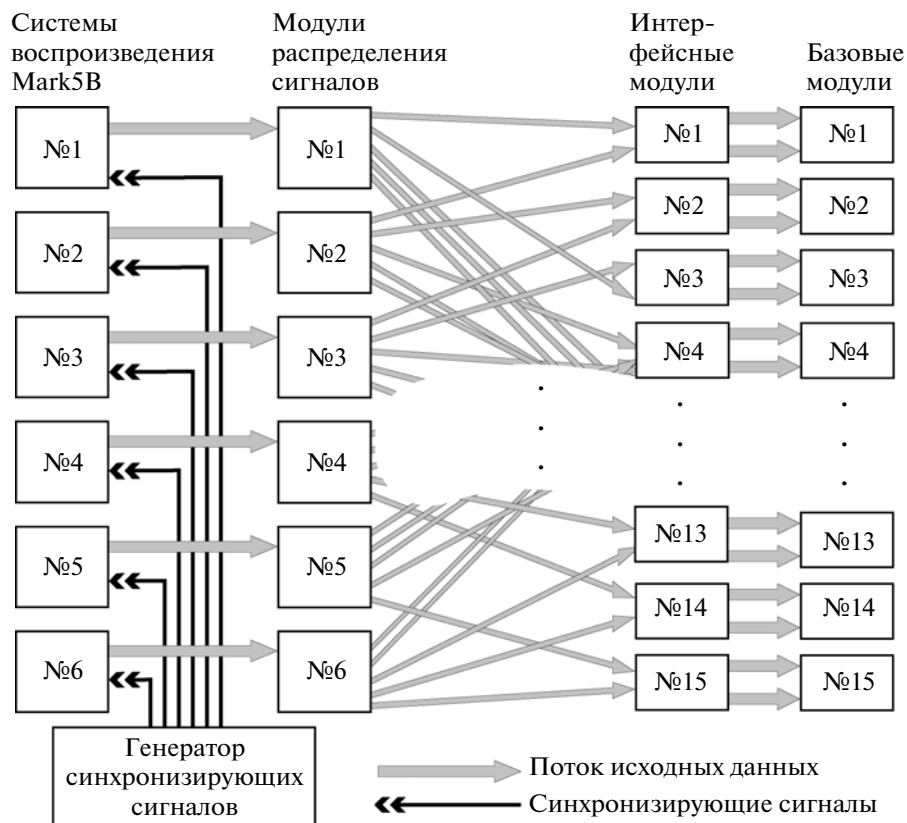 Системы
воспроизведения
Mark5B
Модули
распределения
сигналов
Интер-
фейсные
модули
Базовые
модули
№1
№2
№3
№4
№5
№6
№1
№2
№3
№4
№5
№6
№1
№2
№3
№4
№13
№14
№15
№1
№2
№3
№4
№13
№14
№15
Генератор
синхронизирующих
сигналов
Поток исходных данных
Синхронизирующие сигналы